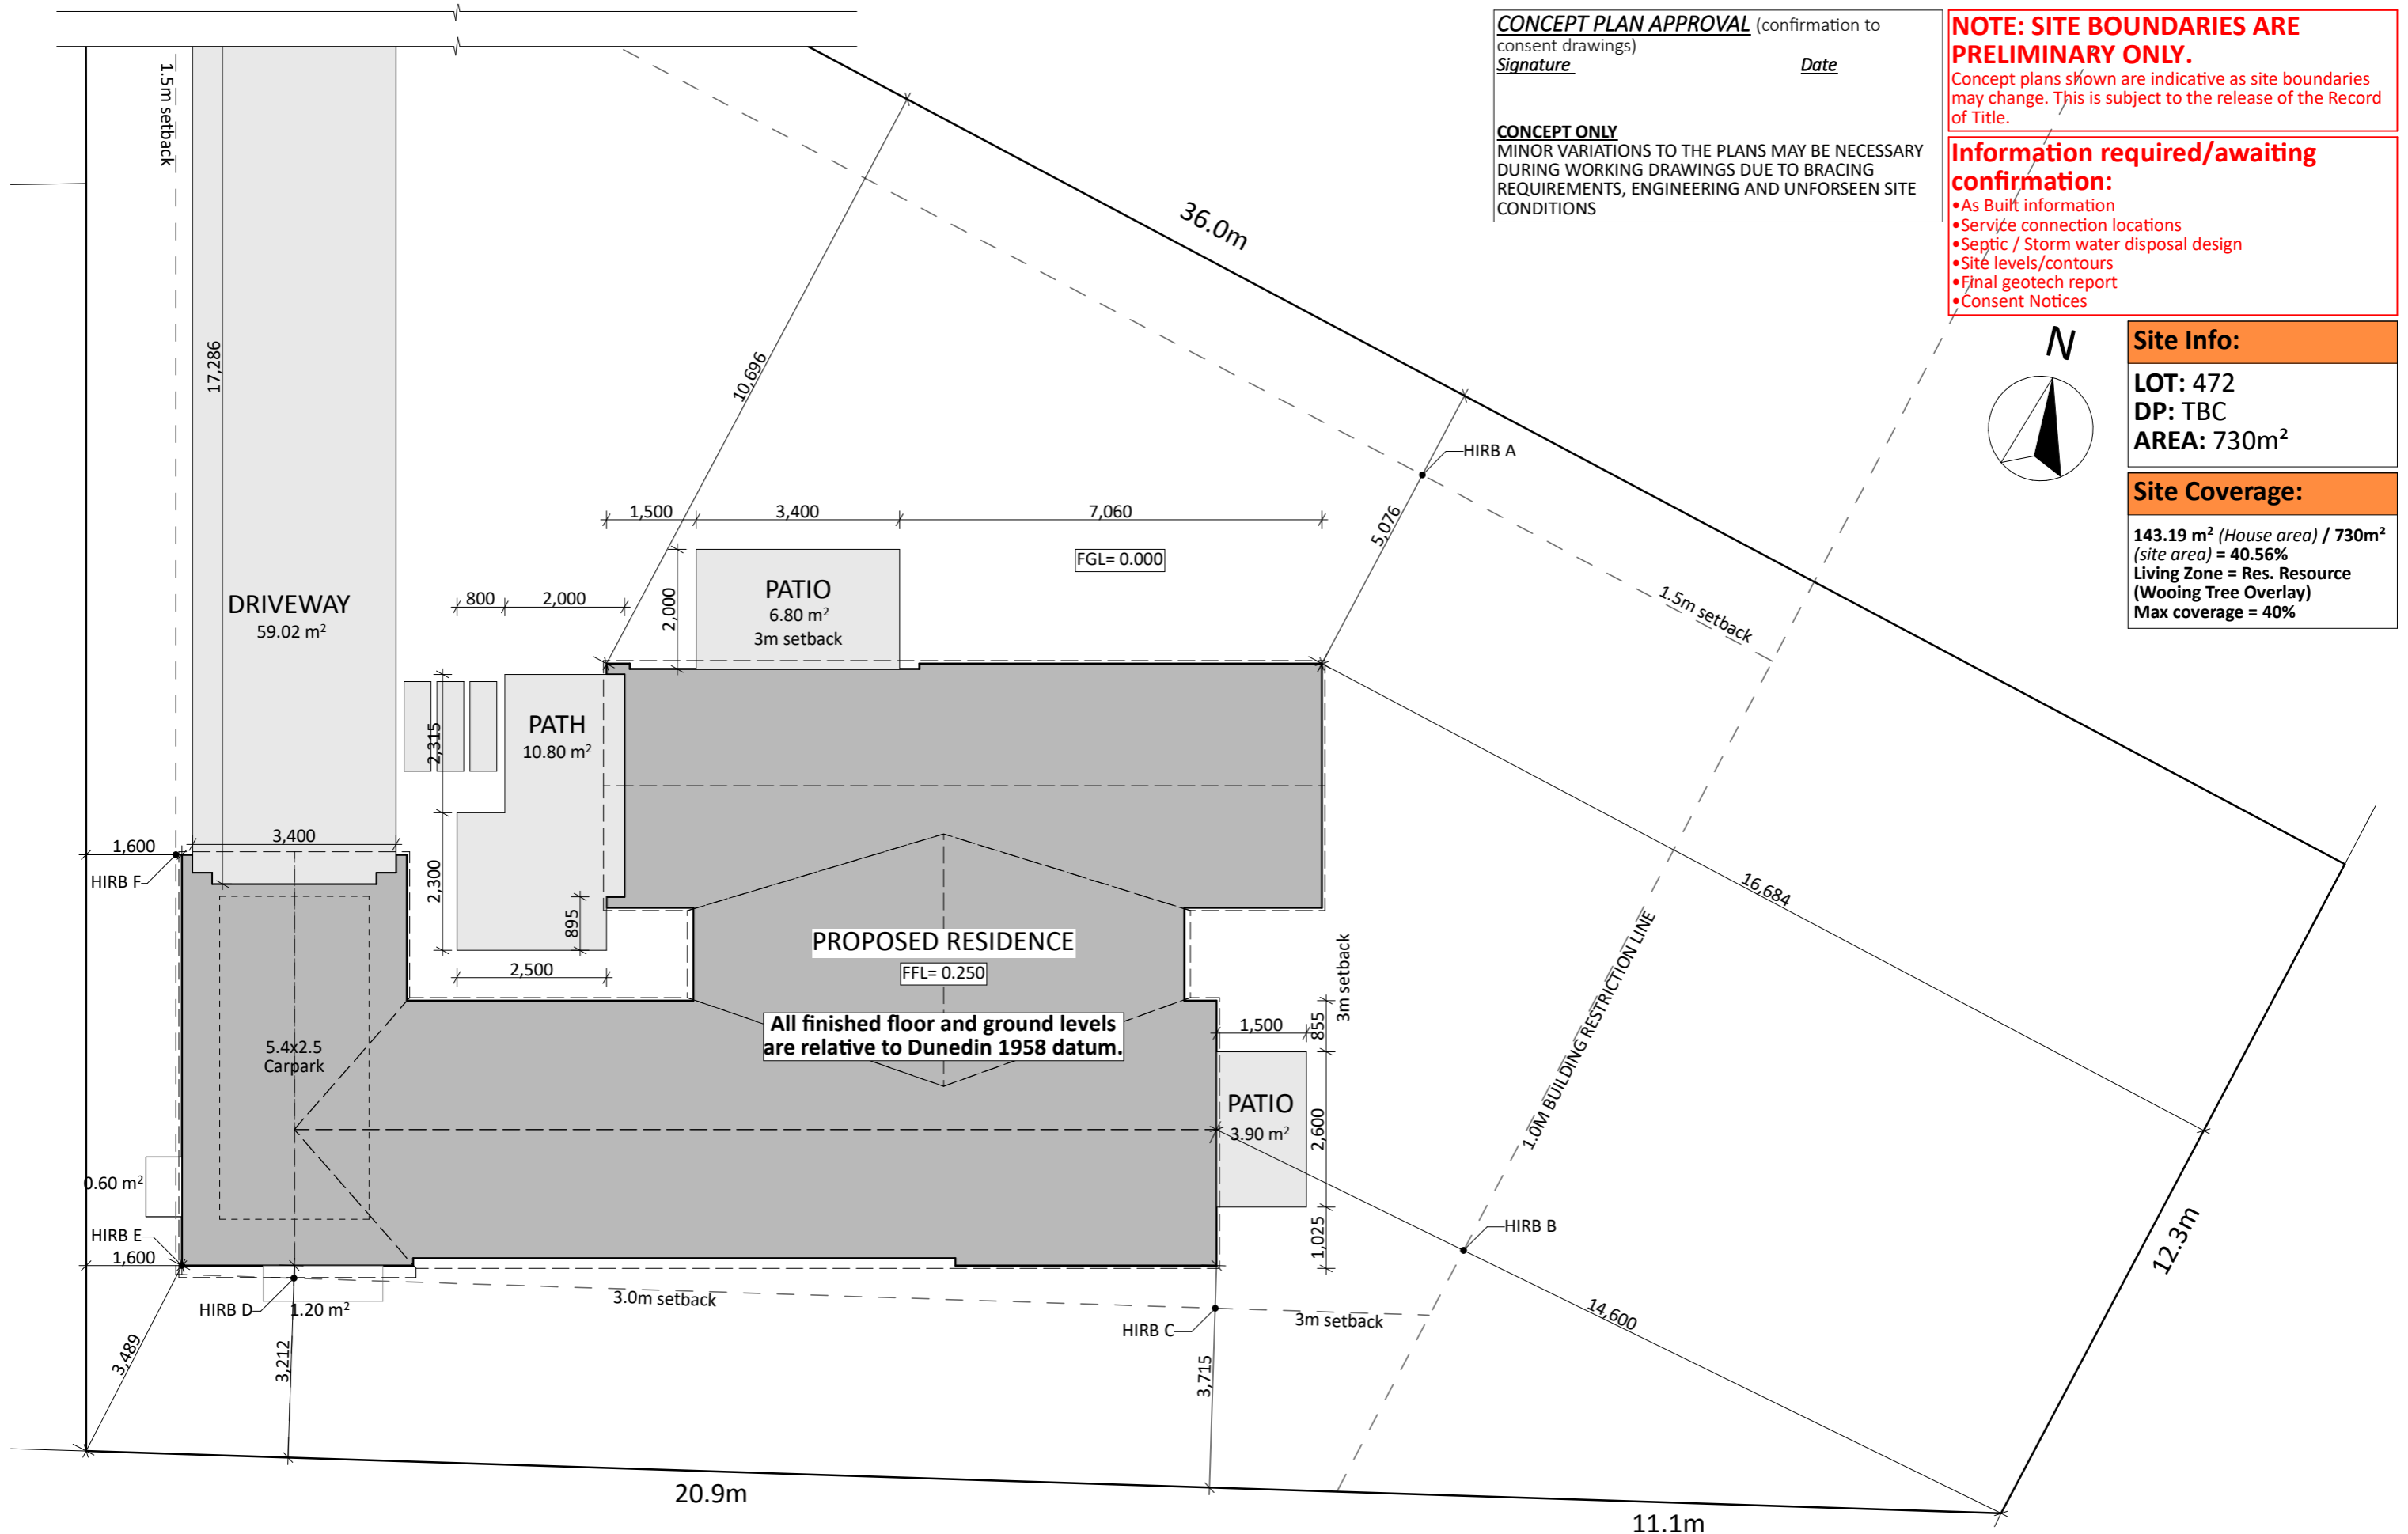 CONCEPT PLAN APPROVAL (confirmation to
consent drawings)
Signature Date
CONCEPT ONLY
MINOR VARIATIONS TO THE PLANS MAY BE NECESSARY
DURING WORKING DRAWINGS DUE TO BRACING
REQUIREMENTS, ENGINEERING AND UNFORSEEN SITE
CONDITIONS
NOTE: SITE BOUNDARIES ARE
PRELIMINARY ONLY.
Concept plans shown are indicative as site boundaries
may change. This is subject to the release of the Record
of Title.
Information required/awaiting
confirmation:
•As Built information
•Service connection locations
•Septic / Storm water disposal design
•Site levels/contours
•Final geotech report
•Consent Notices
N
Site Info:
LOT: 472
DP: TBC
AREA: 730m²
Site Coverage:
143.19 m² (House area) / 730m²
(site area) = 40.56%
Living Zone = Res. Resource
(Wooing Tree Overlay)
Max coverage = 40%
1.5m setback
17,286
36.0m
10,696
HIRB A
5,076
1,500
3,400
7,060
FGL= 0.000
DRIVEWAY
59.02 m²
800
2,000
2,000
PATIO
6.80 m²
3m setback
1.5m setback
2,315
PATH
10.80 m²
3,400
1,600
HIRB F
2,300
895
2,500
PROPOSED RESIDENCE
FFL= 0.250
All finished floor and ground levels
are relative to Dunedin 1958 datum.
16,684
3m setback
1.0M BUILDING RESTRICTION LINE
5.4x2.5
Carpark
1,500
855
PATIO
3.90 m²
2,600
1,025
0.60 m²
HIRB E
1,600
HIRB D
1.20 m²
3.0m setback
HIRB C
3m setback
HIRB B
14,600
12.3m
3,489
3,212
3,715
20.9m
11.1m